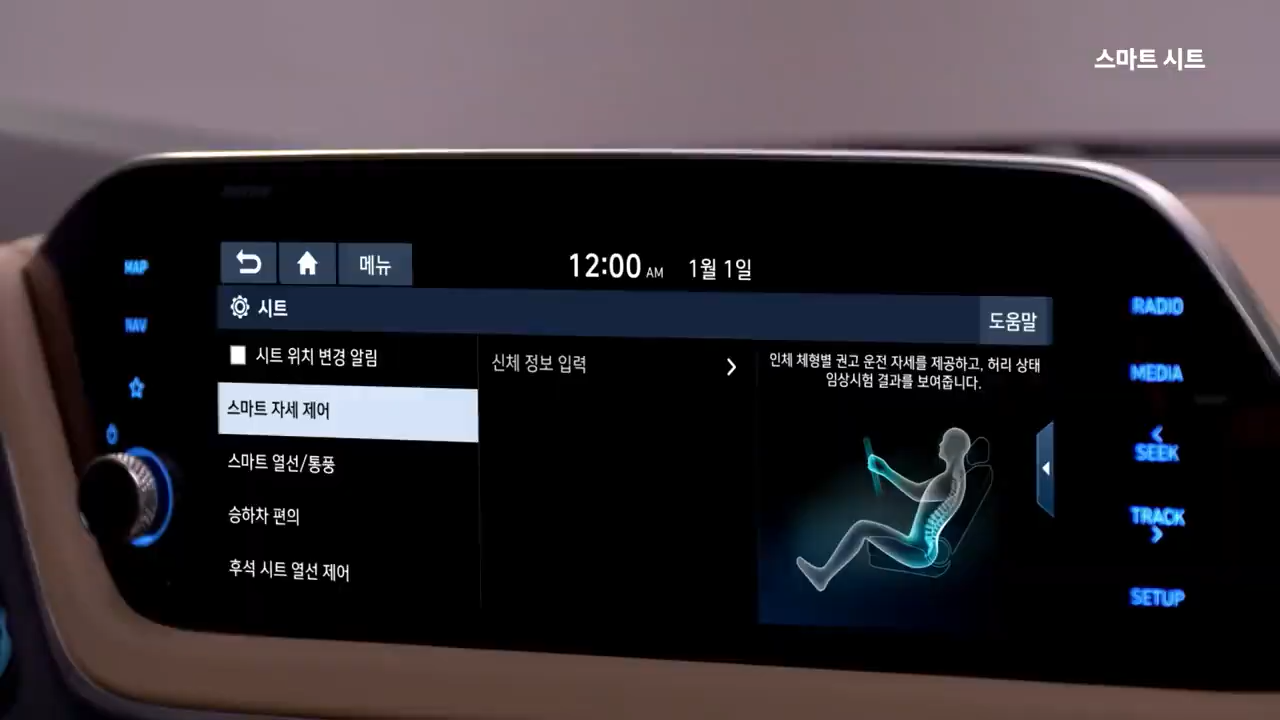 스마트 시트
MAP
NAV
메뉴
12:00 AM 1월 1일
시트
도움말
시트 위치 변경 알림
스마트 자세 제어
스마트 열선/통풍
승하차 편의
후석 시트 열선 제어
신체 정보 입력
인체 체형별 권고 운전 자세를 제공하고, 허리 상태
임상시험 결과를 보여줍니다.
RADIO
MEDIA
SEEK
TRACK
SETUP